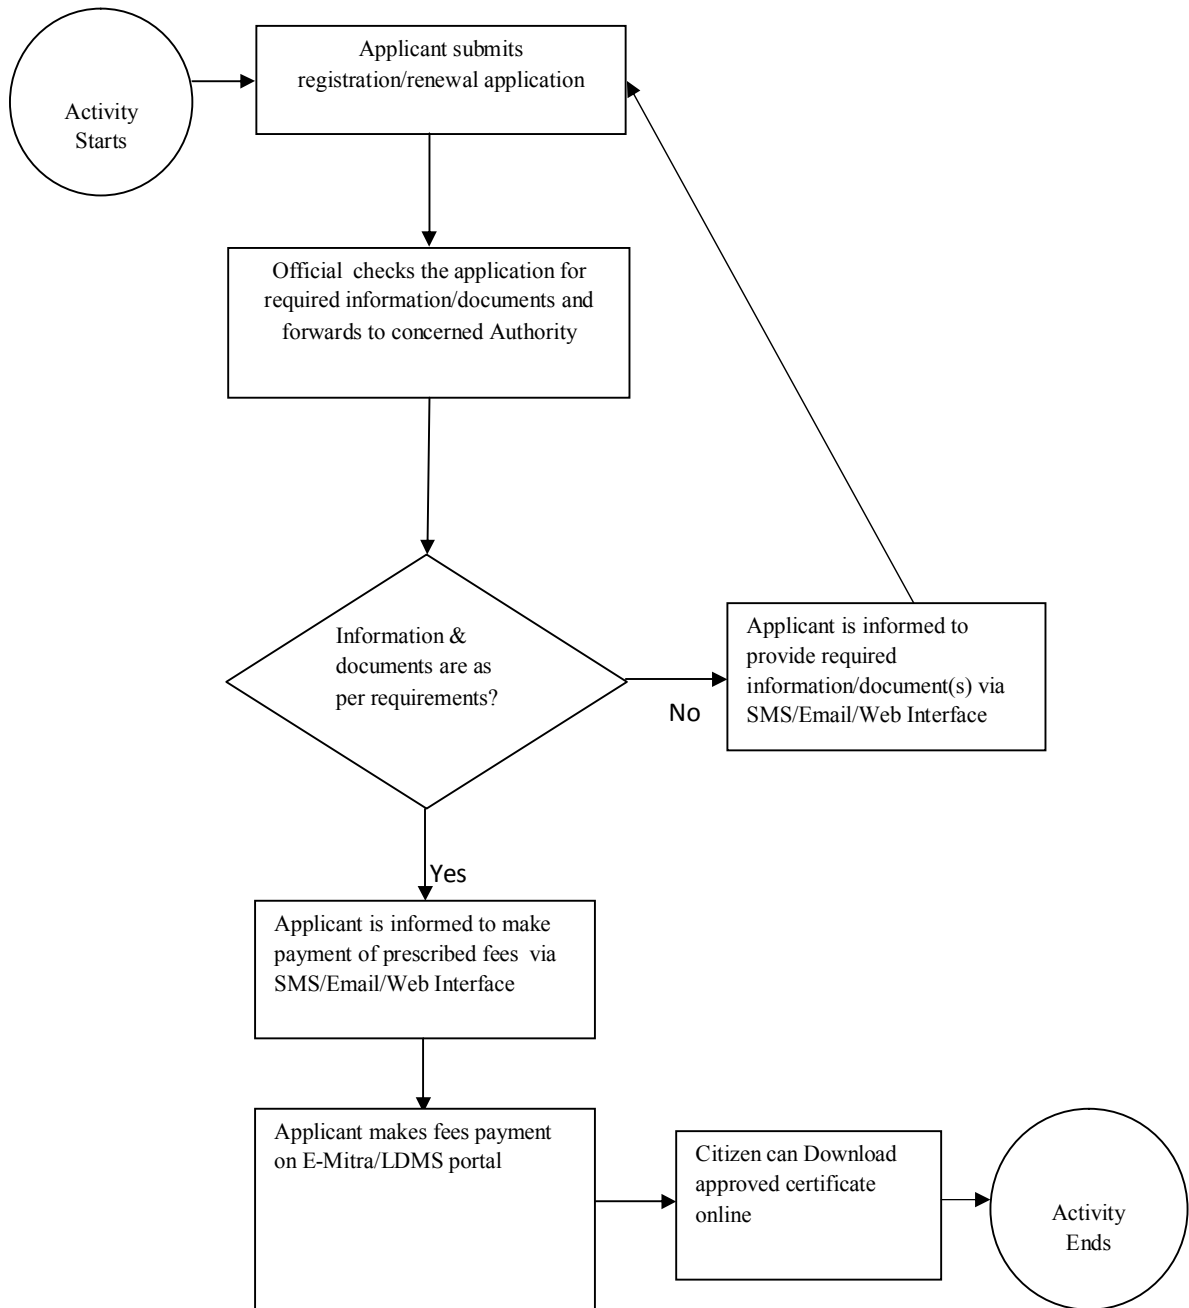 Activity
Starts
Applicant submits
registration/renewal application
Official  checks the application for
required information/documents and
forwards to concerned Authority
Information &
documents are as
per requirements?
No
Applicant is informed to
provide required
information/document(s) via
SMS/Email/Web Interface
Yes
Applicant is informed to make
payment of prescribed fees  via
SMS/Email/Web Interface
Applicant makes fees payment
on E-Mitra/LDMS portal
Citizen can Download
approved certificate
online
Activity
Ends